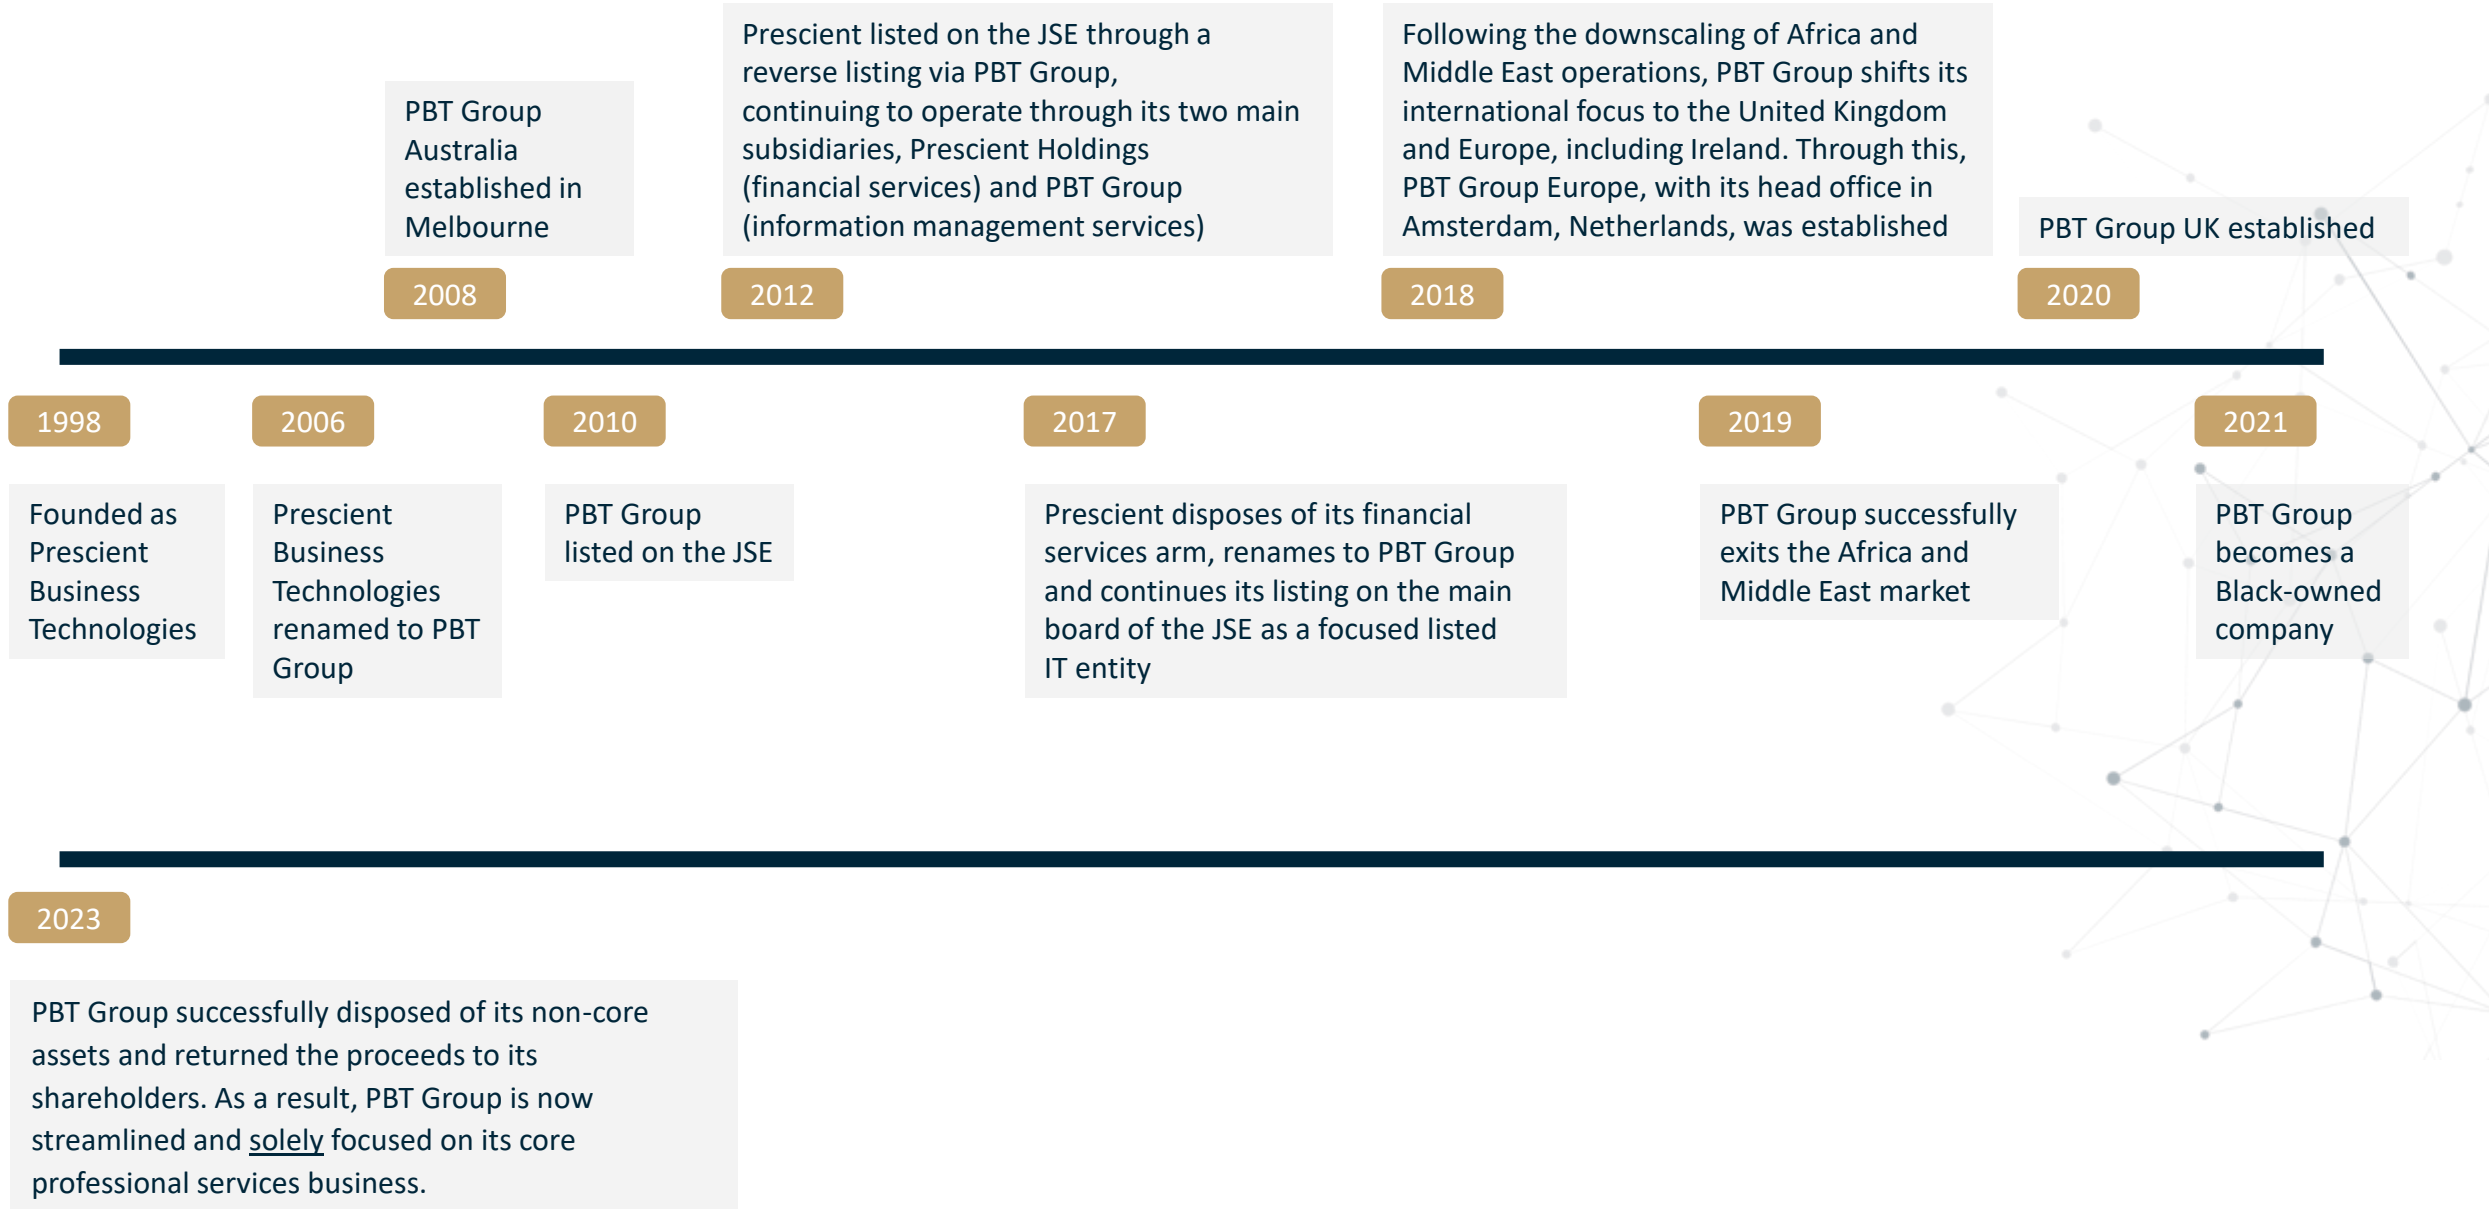 PBT Group
Australia
established in
Melbourne
2008
Prescient listed on the JSE through a
reverse listing via PBT Group,
continuing to operate through its two main
subsidiaries, Prescient Holdings
(financial services) and PBT Group
(information management services)
2012
Following the downscaling of Africa and
Middle East operations, PBT Group shifts its
international focus to the United Kingdom
and Europe, including Ireland. Through this,
PBT Group Europe, with its head office in
Amsterdam, Netherlands, was established
2018
PBT Group UK established
2020
1998
Founded as
Prescient
Business
Technologies
2006
Prescient
Business
Technologies
renamed to PBT
Group
2010
PBT Group
listed on the JSE
2017
Prescient disposes of its financial
services arm, renames to PBT Group
and continues its listing on the main
board of the JSE as a focused listed
IT entity
2019
PBT Group successfully
exits the Africa and
Middle East market
2021
PBT Group
becomes a
Black-owned
company
2023
PBT Group successfully disposed of its non-core
assets and returned the proceeds to its
shareholders. As a result, PBT Group is now
streamlined and solely focused on its core
professional services business.